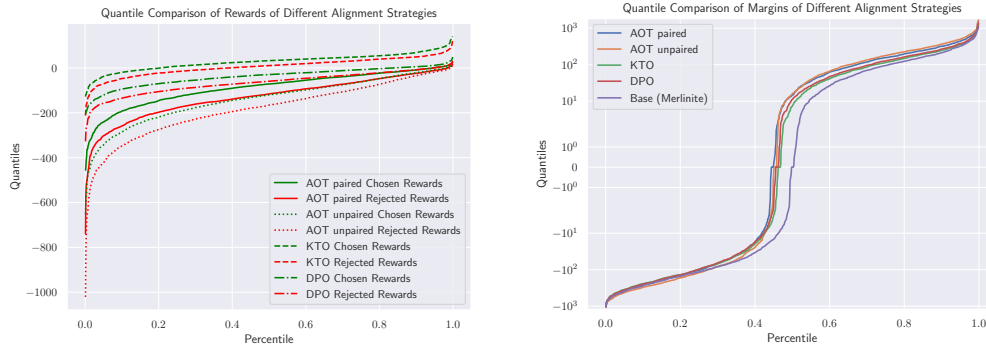 Quantile Comparison of Rewards of Different Alignment Strategies
Quantiles
0
−200
−400
−600
−800
−1000
0.0
0.2
0.4
0.6
0.8
1.0
Percentile
AOT paired Chosen Rewards
AOT paired Rejected Rewards
AOT unpaired Chosen Rewards
AOT unpaired Rejected Rewards
KTO Chosen Rewards
KTO Rejected Rewards
DPO Chosen Rewards
DPO Rejected Rewards
Quantile Comparison of Margins of Different Alignment Strategies
Quantiles
10³
10²
10¹
10⁰
0
−10⁰
−10¹
−10²
−10³
0.0
0.2
0.4
0.6
0.8
1.0
Percentile
AOT paired
AOT unpaired
KTO
DPO
Base (Merlinite)